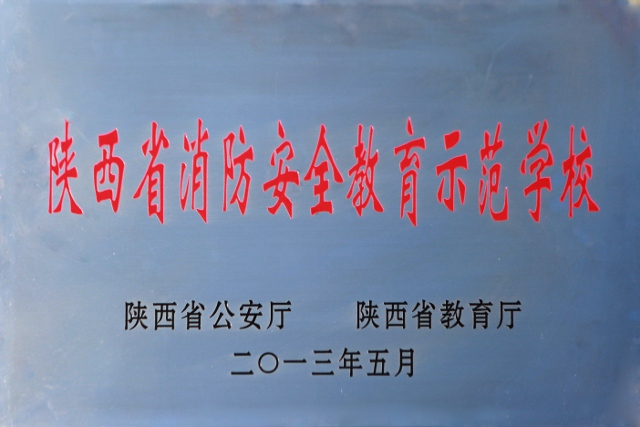 陕西省消防安全教育示范学校
陕西省公安厅 陕西省教育厅
二〇一三年五月